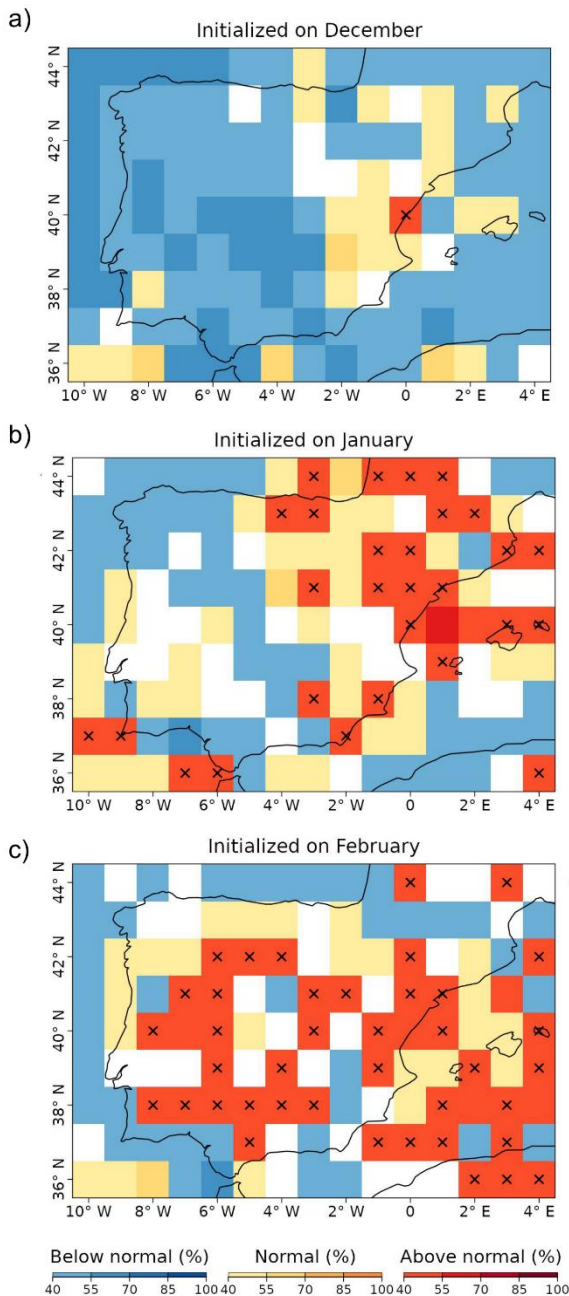 a)
Initialized on December
44° N
42° N
40° N
38° N
36° N
10° W 8° W 6° W 4° W 2° W 0 2° E 4° E
b)
Initialized on January
44° N
42° N
40° N
38° N
36° N
10° W 8° W 6° W 4° W 2° W 0 2° E 4° E
c)
Initialized on February
44° N
42° N
40° N
38° N
36° N
10° W 8° W 6° W 4° W 2° W 0 2° E 4° E
Below normal (%) Normal (%) Above normal (%)
40 55 70 85 100 40 55 70 85 100 40 55 70 85 100